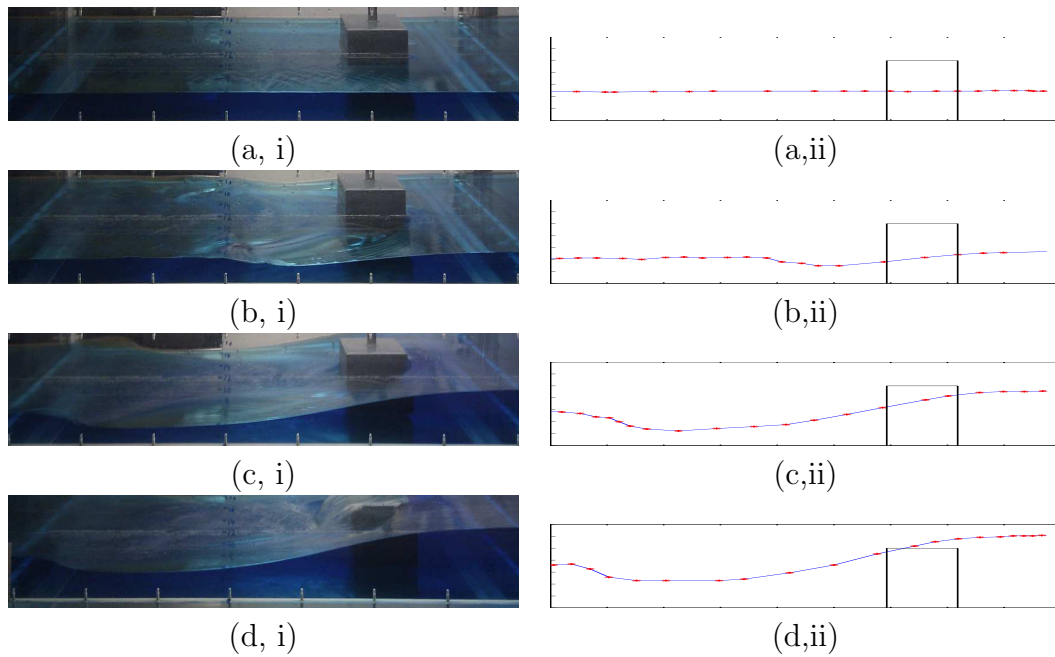 (a, i) (a,ii)
(b, i) (b,ii)
(c, i) (c,ii)
(d, i) (d,ii)